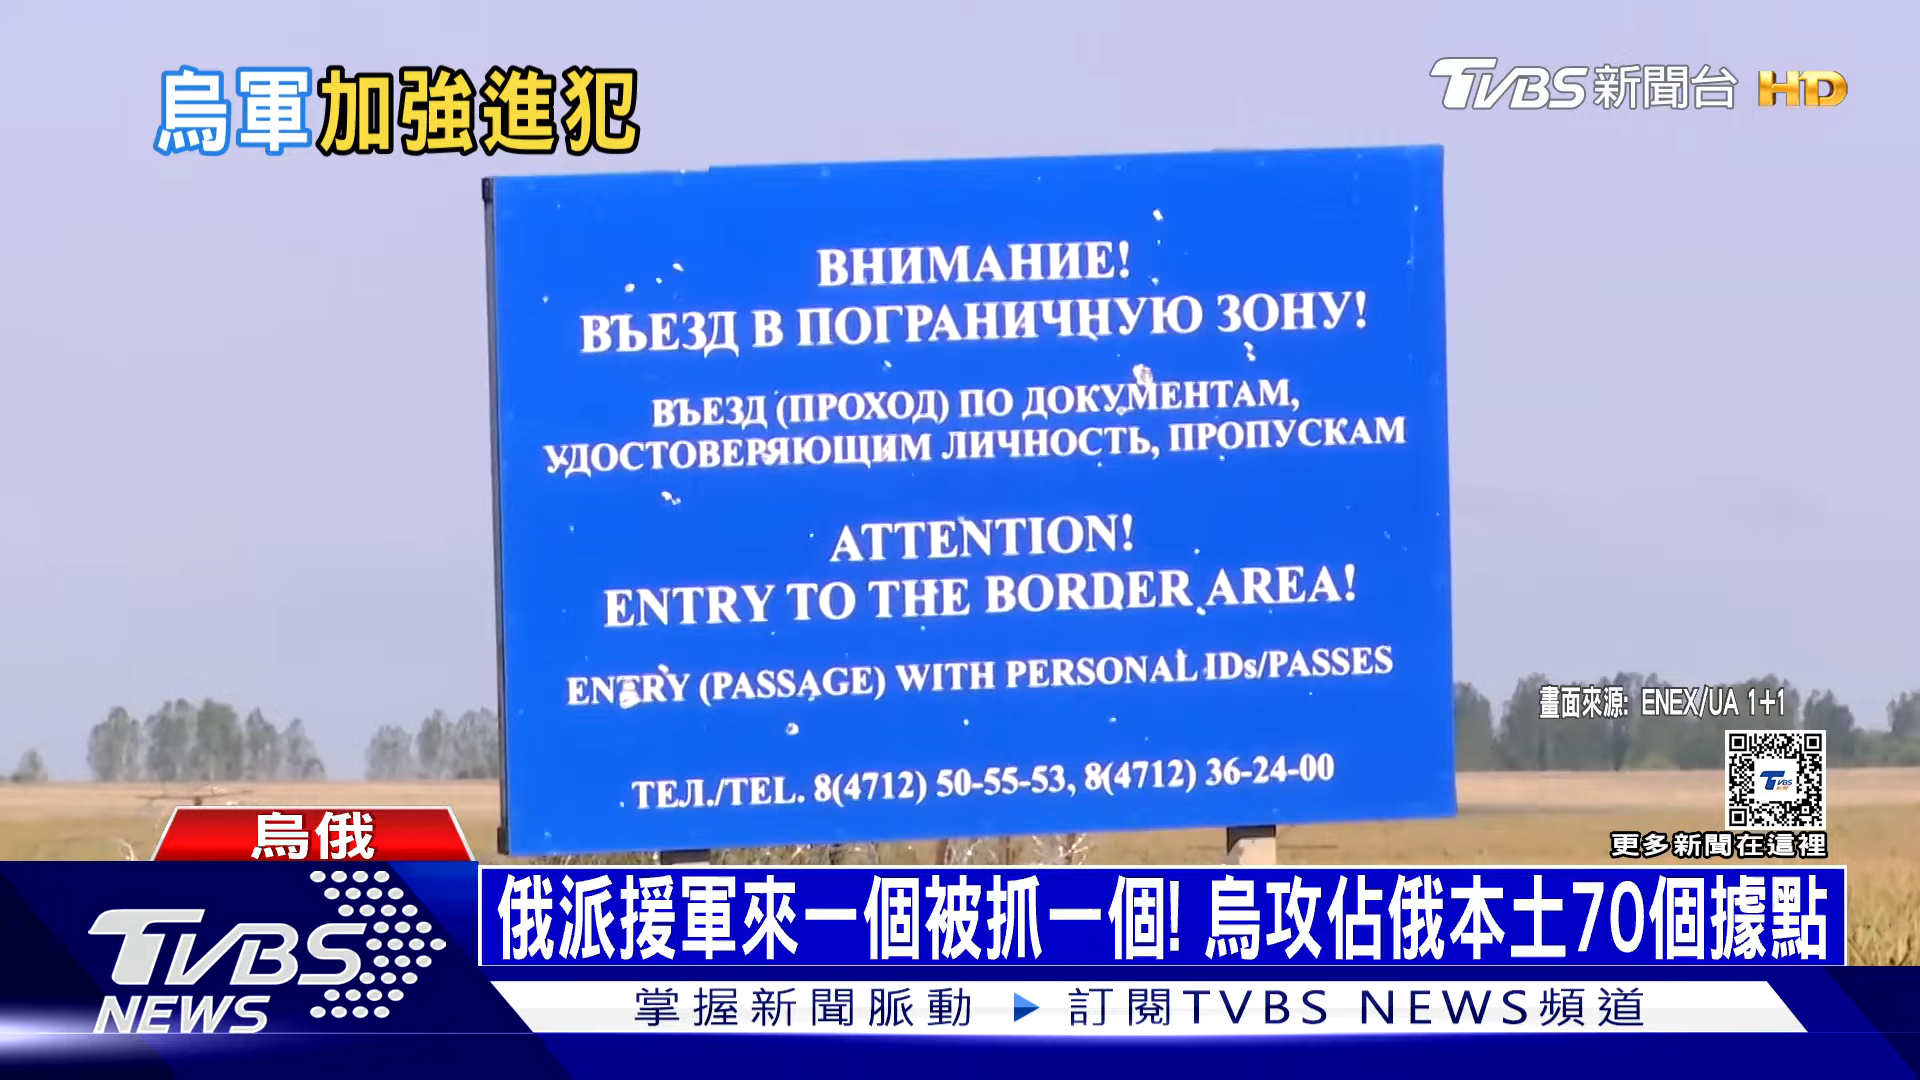 烏軍加強進犯
TVBS新聞台 HD
ВНИМАНИЕ!
ВЪЕЗД В ПОГРАНИЧНУЮ ЗОНУ!
ВЪЕЗД (ПРОХОД) ПО ДОКУМЕНТАМ,
УДОСТОВЕРЯЮЩИМ ЛИЧНОСТЬ, ПРОПУСКАМ
ATTENTION!
ENTRY TO THE BORDER AREA!
ENTRY (PASSAGE) WITH PERSONAL IDs/PASSES
ТЕЛ./TEL. 8(4712) 50-55-53, 8(4712) 36-24-00
畫面來源: ENEX/UA 1+1
TVBS
更多新聞在這裡
烏俄
俄派援軍來一個被抓一個! 烏攻佔俄本土70個據點
TVBS
NEWS
掌握新聞脈動 ▶ 訂閱TVBS NEWS頻道